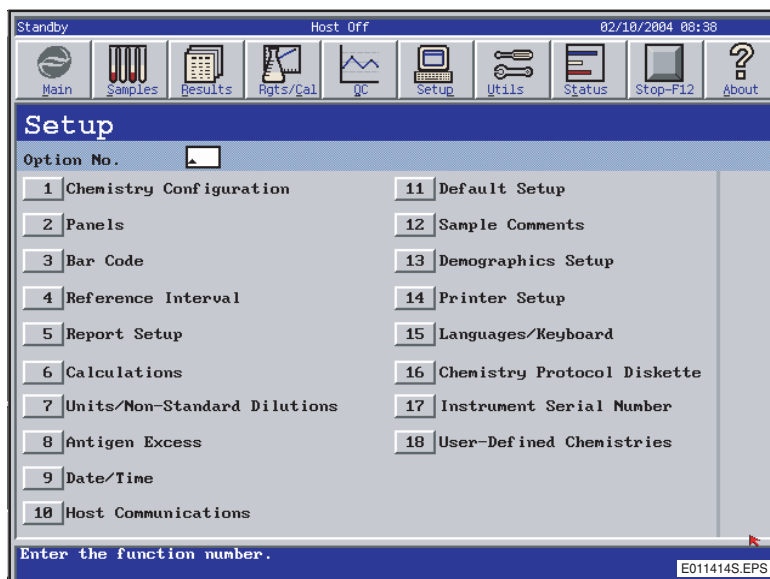 Standby Host Off 02/10/2004 08:38
Main Samples Results Rgts/Cal QC Setup Utils Status Stop-F12 About
Setup
Option No.
1 Chemistry Configuration
2 Panels
3 Bar Code
4 Reference Interval
5 Report Setup
6 Calculations
7 Units/Non-Standard Dilutions
8 Antigen Excess
9 Date/Time
10 Host Communications
11 Default Setup
12 Sample Comments
13 Demographics Setup
14 Printer Setup
15 Languages/Keyboard
16 Chemistry Protocol Diskette
17 Instrument Serial Number
18 User-Defined Chemistries
Enter the function number.
E011414S.EPS